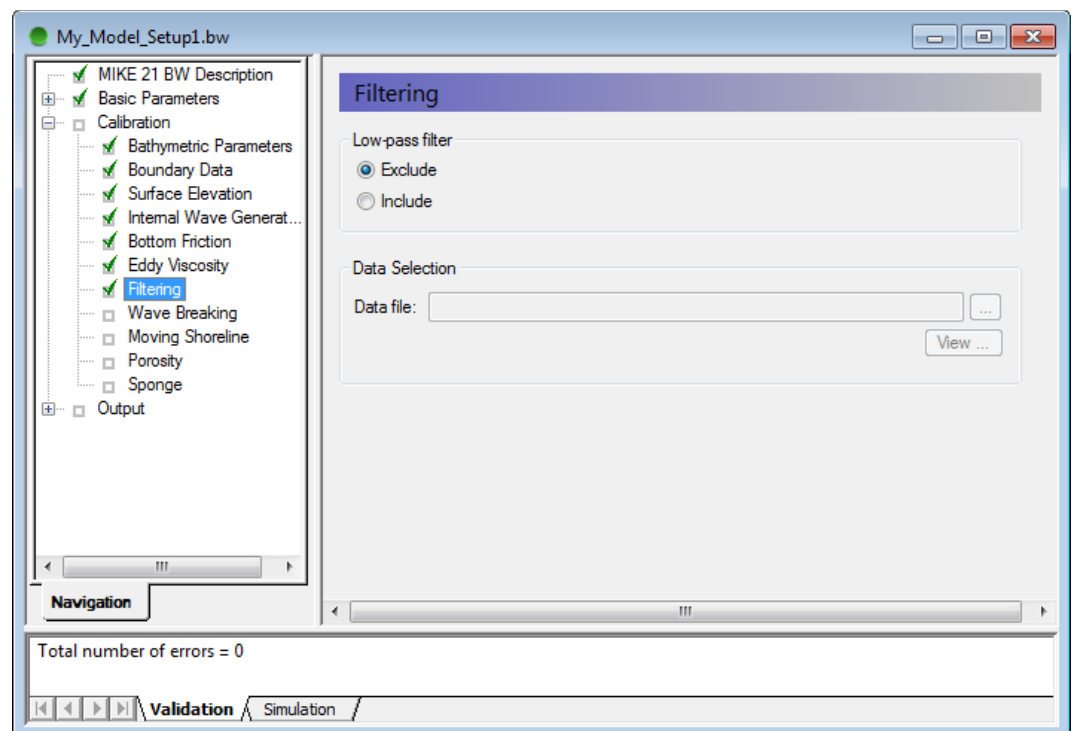 My_Model_Setup1.bw
MIKE 21 BW Description
Basic Parameters
Calibration
Bathymetric Parameters
Boundary Data
Surface Elevation
Internal Wave Generat...
Bottom Friction
Eddy Viscosity
Filtering
Wave Breaking
Moving Shoreline
Porosity
Sponge
Output
Navigation
Filtering
Low-pass filter
Exclude
Include
Data Selection
Data file:
...
View ...
Total number of errors = 0
Validation
Simulation